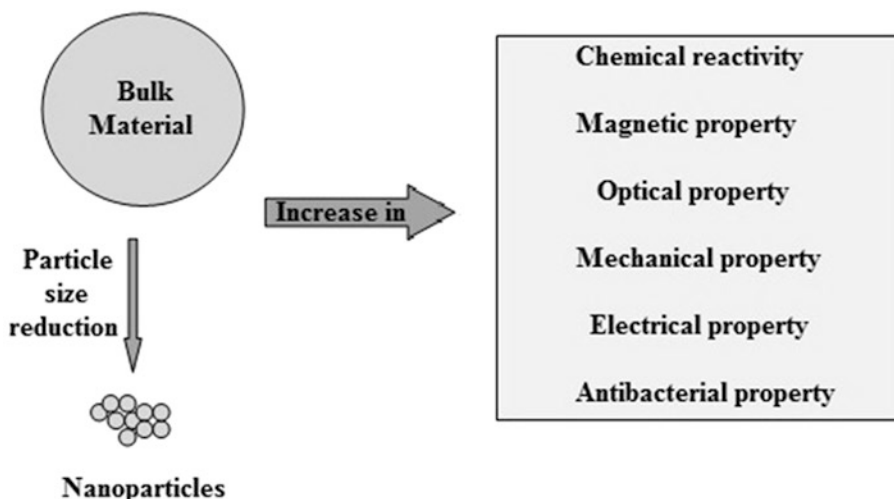 Bulk
Material
Particle
size
reduction
Nanoparticles
Increase in
Chemical reactivity
Magnetic property
Optical property
Mechanical property
Electrical property
Antibacterial property